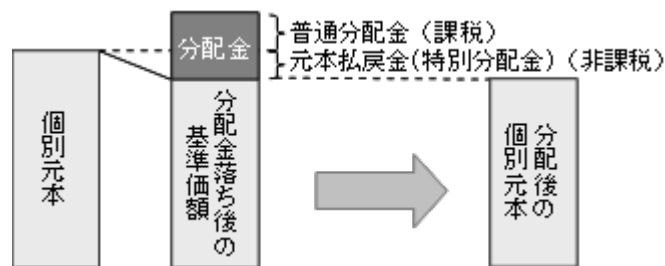 分配金
普通分配金（課税）
元本払戻金(特別分配金)（非課税）
個別元本
分配金落ち後の
基準価額
分配後の
個別元本